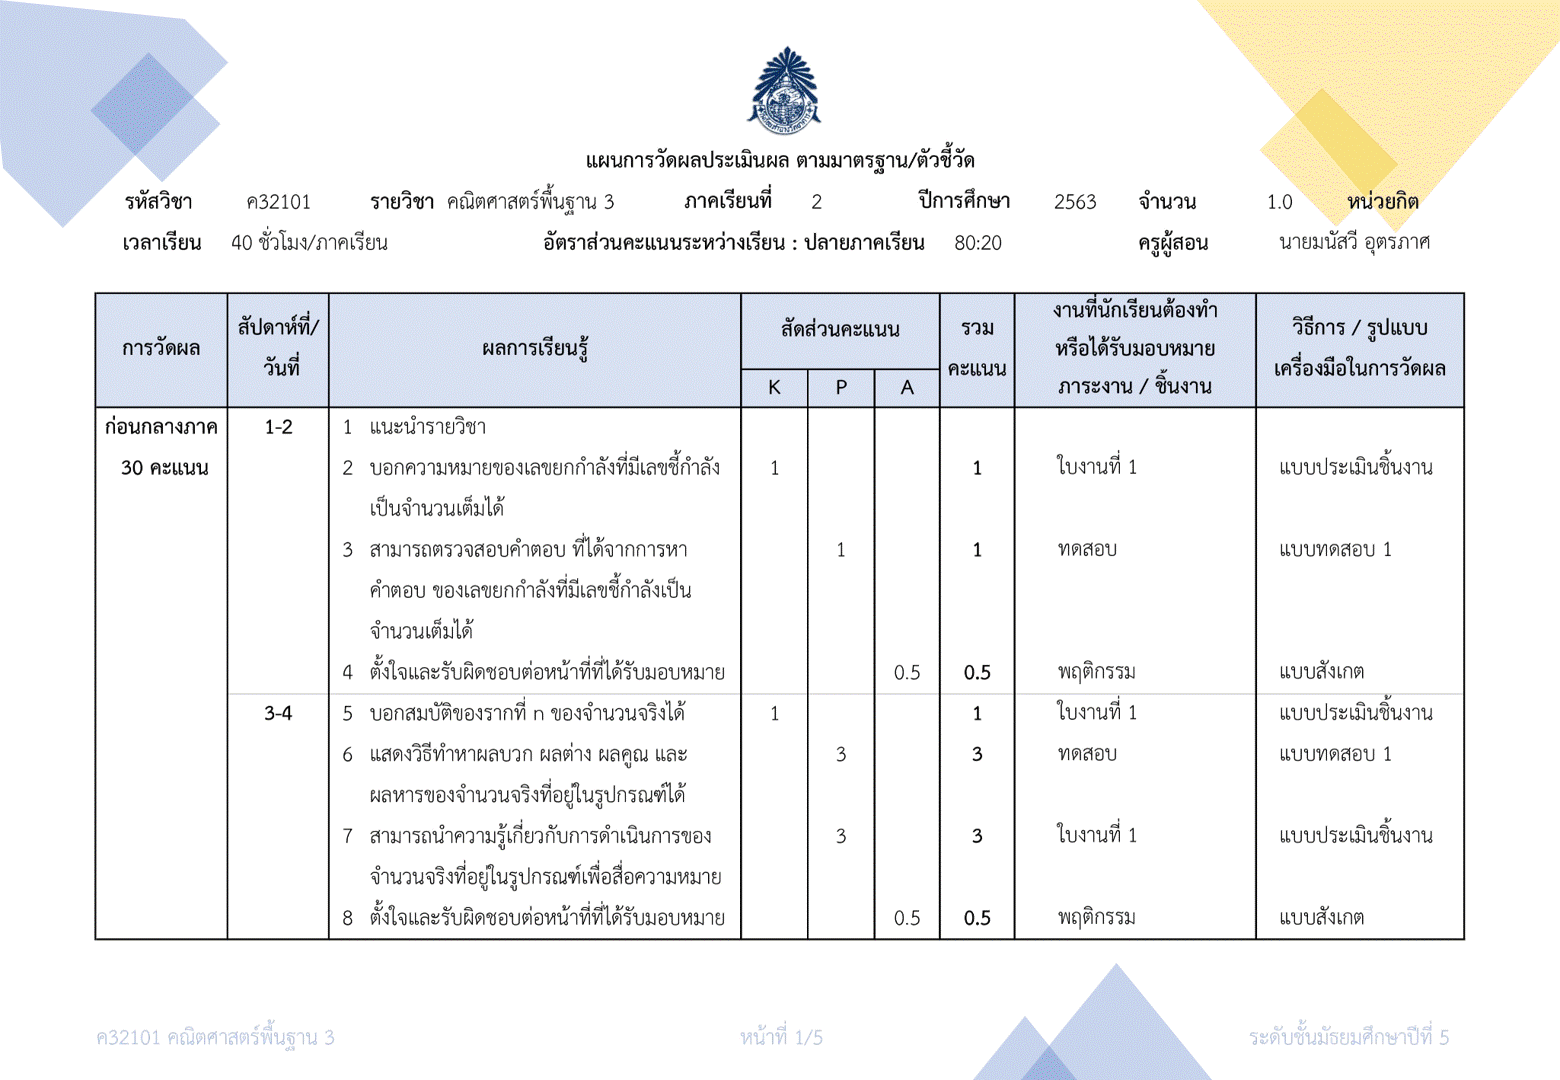 แผนการวัดผลประเมินผล ตามมาตรฐาน/ตัวชี้วัด
รหัสวิชา ค32101 รายวิชา คณิตศาสตร์พื้นฐาน 3 ภาคเรียนที่ 2 ปีการศึกษา 2563 จำนวน 1.0 หน่วยกิต
เวลาเรียน 40 ชั่วโมง/ภาคเรียน อัตราส่วนคะแนนระหว่างเรียน : ปลายภาคเรียน 80:20 ครูผู้สอน นายมนัสวี อุตรภาศ
การวัดผล
สัปดาห์ที่/
วันที่
ผลการเรียนรู้
สัดส่วนคะแนน
K P A
รวม
คะแนน
งานที่นักเรียนต้องทำ
หรือได้รับมอบหมาย
ภาระงาน / ชิ้นงาน
วิธีการ / รูปแบบ
เครื่องมือในการวัดผล
ก่อนกลางภาค 1-2 1 แนะนำรายวิชา
30 คะแนน 2 บอกความหมายของเลขยกกำลังที่มีเลขชี้กำลัง 1 1 ใบงานที่ 1 แบบประเมินชิ้นงาน
เป็นจำนวนเต็มได้
3 สามารถตรวจสอบคำตอบ ที่ได้จากการหา 1 1 ทดสอบ แบบทดสอบ 1
คำตอบ ของเลขยกกำลังที่มีเลขชี้กำลังเป็น
จำนวนเต็มได้
4 ตั้งใจและรับผิดชอบต่อหน้าที่ที่ได้รับมอบหมาย 0.5 0.5 พฤติกรรม แบบสังเกต
3-4 5 บอกสมบัติของรากที่ n ของจำนวนจริงได้ 1 1 ใบงานที่ 1 แบบประเมินชิ้นงาน
6 แสดงวิธีทำหาผลบวก ผลต่าง ผลคูณ และ 3 3 ทดสอบ แบบทดสอบ 1
ผลหารของจำนวนจริงที่อยู่ในรูปกรณฑ์ได้
7 สามารถนำความรู้เกี่ยวกับการดำเนินการของ 3 3 ใบงานที่ 1 แบบประเมินชิ้นงาน
จำนวนจริงที่อยู่ในรูปกรณฑ์เพื่อสื่อความหมาย
8 ตั้งใจและรับผิดชอบต่อหน้าที่ที่ได้รับมอบหมาย 0.5 0.5 พฤติกรรม แบบสังเกต
ค32101 คณิตศาสตร์พื้นฐาน 3 หน้าที่ 1/5 ระดับชั้นมัธยมศึกษาปีที่ 5